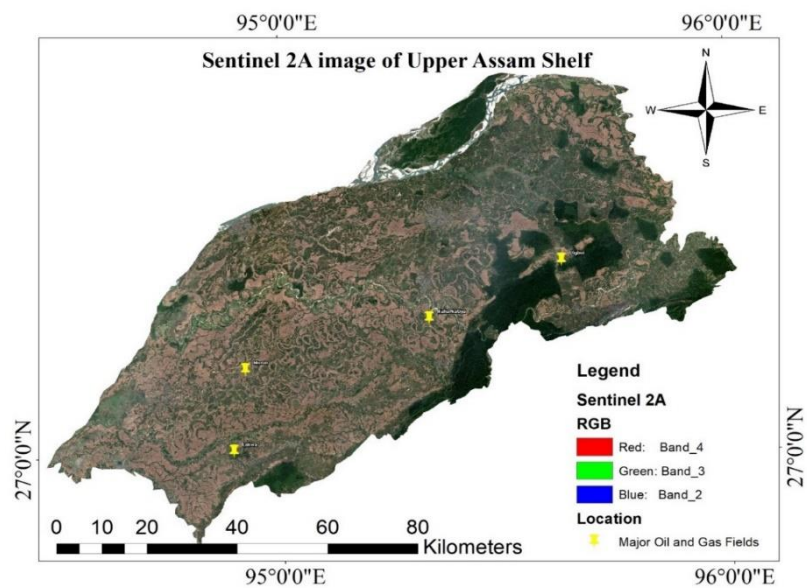 95°0'0"E 96°0'0"E
Sentinel 2A image of Upper Assam Shelf
N
W E
S
Legend
Sentinel 2A
RGB
Red: Band_4
Green: Band_3
Blue: Band_2
Location
Major Oil and Gas Fields
27°0'0"N 27°0'0"N
0 10 20 40 60 80
Kilometers
95°0'0"E 96°0'0"E